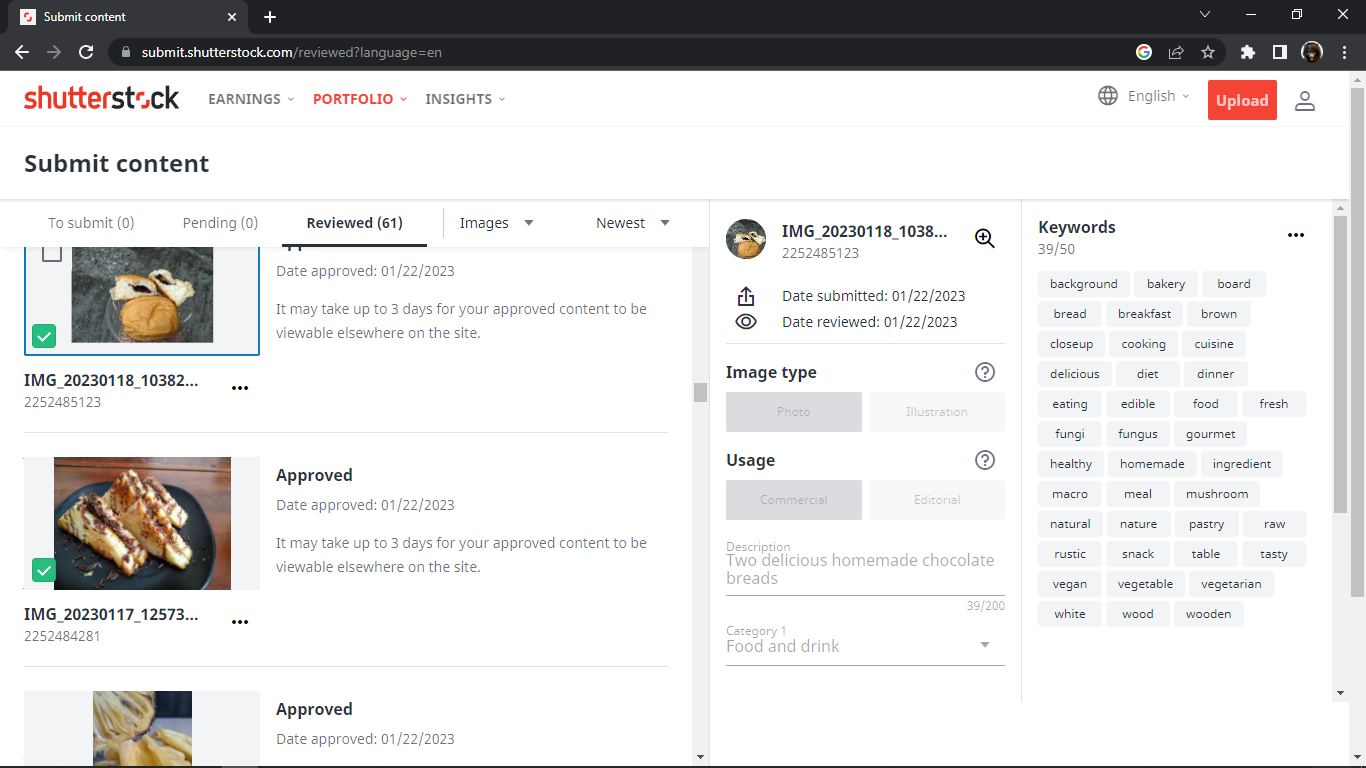 Submit content
submit.shutterstock.com/reviewed?language=en
shutterstock
EARNINGS
PORTFOLIO
INSIGHTS
English
Upload
Submit content
To submit (0)
Pending (0)
Reviewed (61)
Images
Newest
Date approved: 01/22/2023
It may take up to 3 days for your approved content to be
viewable elsewhere on the site.
IMG_20230118_10382...
2252485123
Approved
Date approved: 01/22/2023
It may take up to 3 days for your approved content to be
viewable elsewhere on the site.
IMG_20230117_12573...
2252484281
Approved
Date approved: 01/22/2023
IMG_20230118_1038...
2252485123
Date submitted: 01/22/2023
Date reviewed: 01/22/2023
Image type
Photo
Illustration
Usage
Commercial
Editorial
Description
Two delicious homemade chocolate
breads
39/200
Category 1
Food and drink
Keywords
39/50
background bakery board
bread breakfast brown
closeup cooking cuisine
delicious diet dinner
eating edible food fresh
fungi fungus gourmet
healthy homemade ingredient
macro meal mushroom
natural nature pastry raw
rustic snack table tasty
vegan vegetable vegetarian
white wood wooden